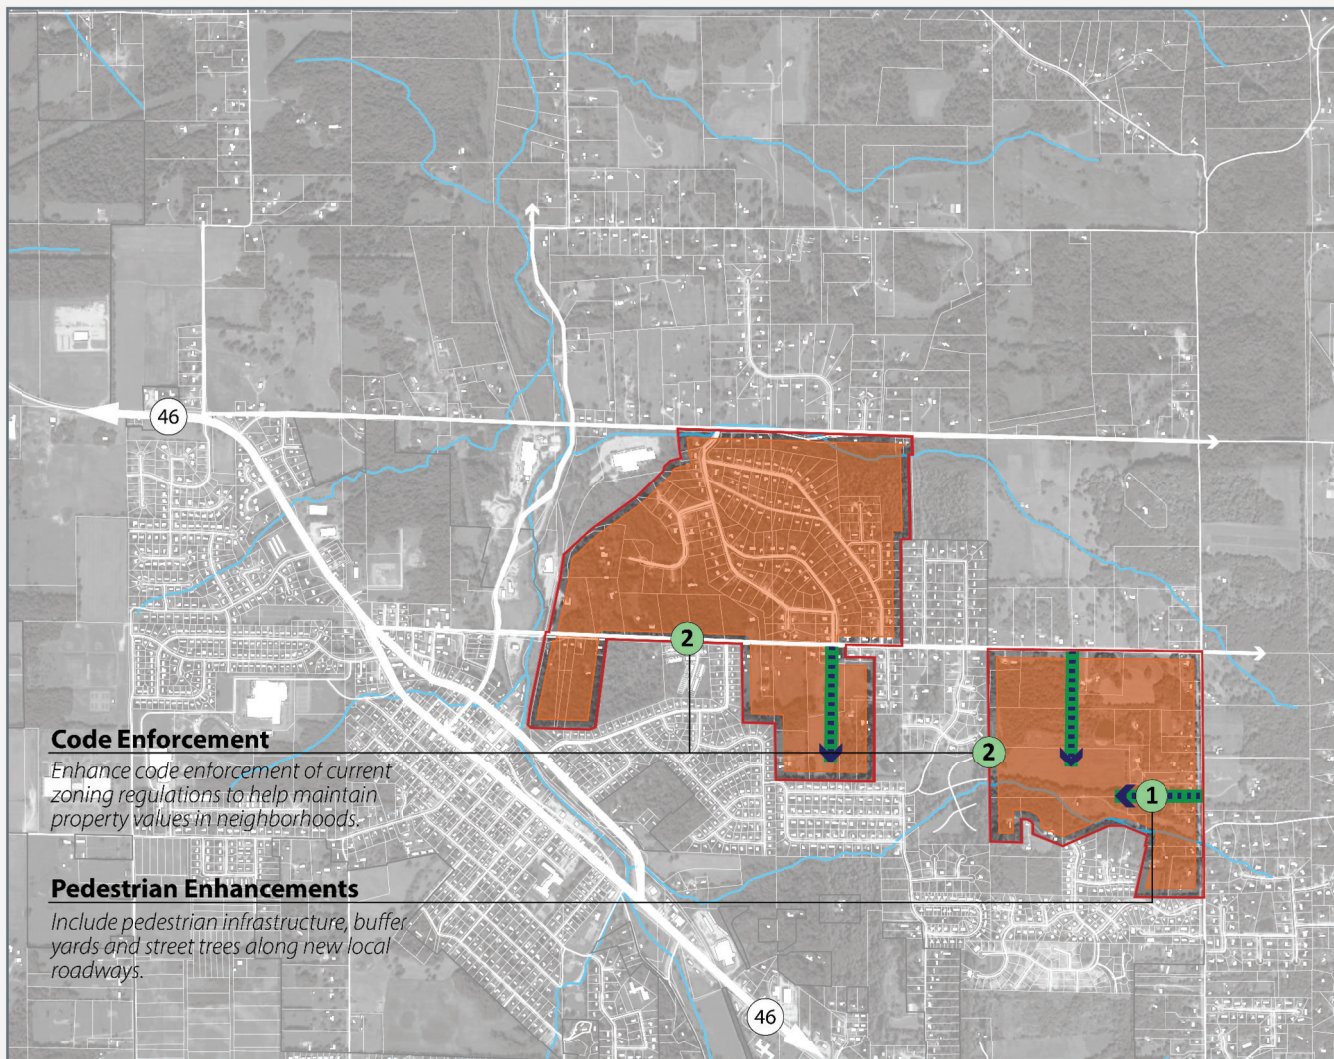 46
2
Code Enforcement
Enhance code enforcement of current
zoning regulations to help maintain
property values in neighborhoods.
2
1
Pedestrian Enhancements
Include pedestrian infrastructure, buffer
yards and street trees along new local
roadways.
46